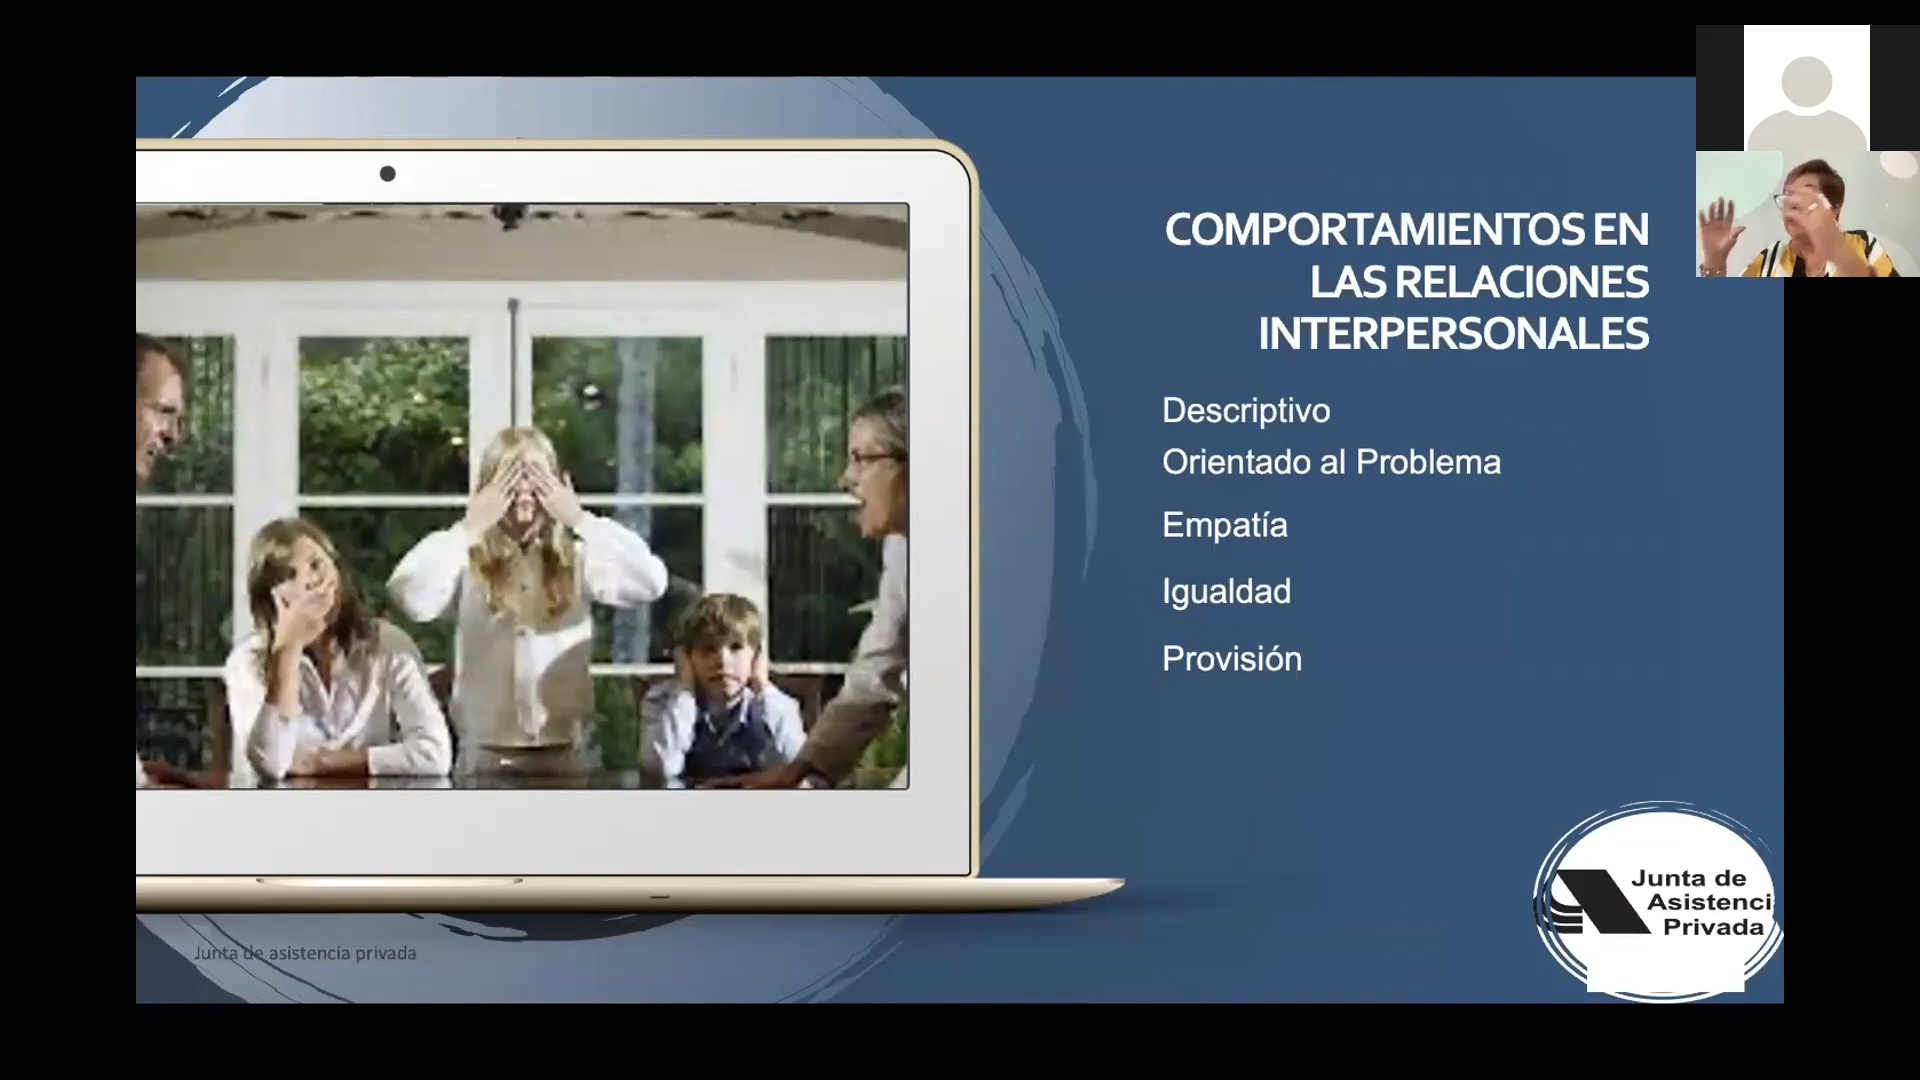 COMPORTAMIENTOS EN
LAS RELACIONES
INTERPERSONALES
Descriptivo
Orientado al Problema
Empatía
Igualdad
Provisión
Junta de
Asistenci
Privada
Junta de asistencia privada